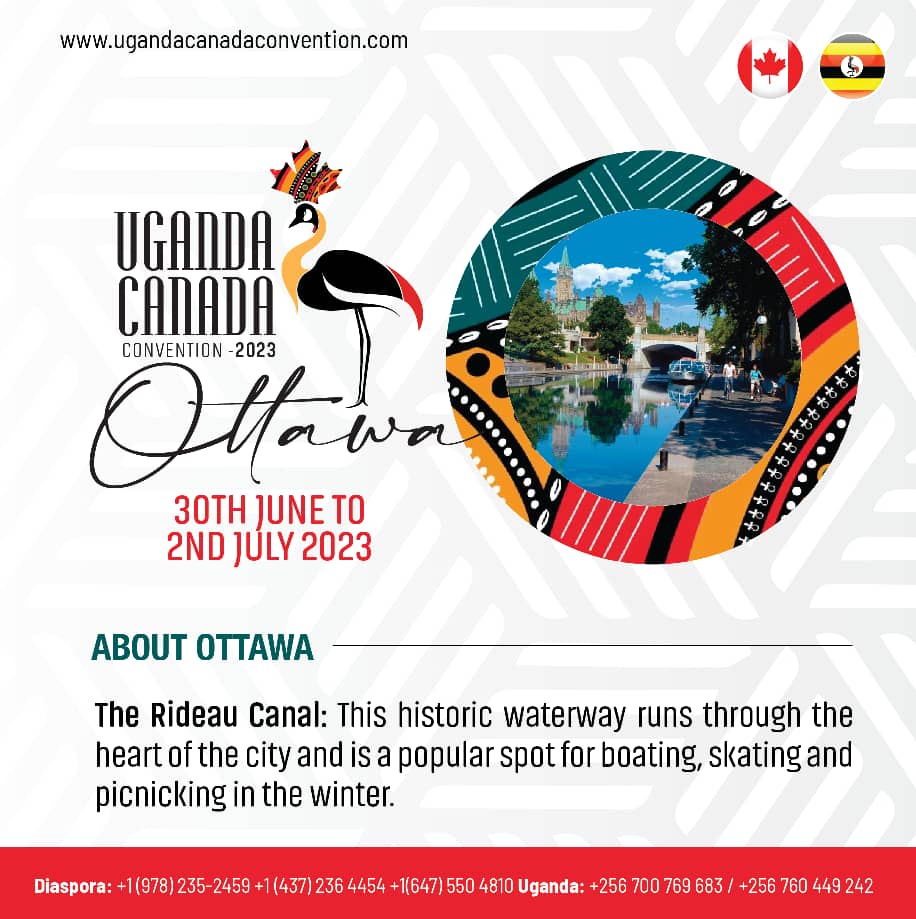 www.ugandacanadaconvention.com
UGANDA
CANADA
CONVENTION -2023
Ottawa
30TH JUNE TO
2ND JULY 2023
ABOUT OTTAWA
The Rideau Canal: This historic waterway runs through the
heart of the city and is a popular spot for boating, skating and
picnicking in the winter.
Diaspora: +1 (978) 235-2459 +1 (437) 236 4454 +1(647) 550 4810 Uganda: +256 700 769 683 / +256 760 449 242